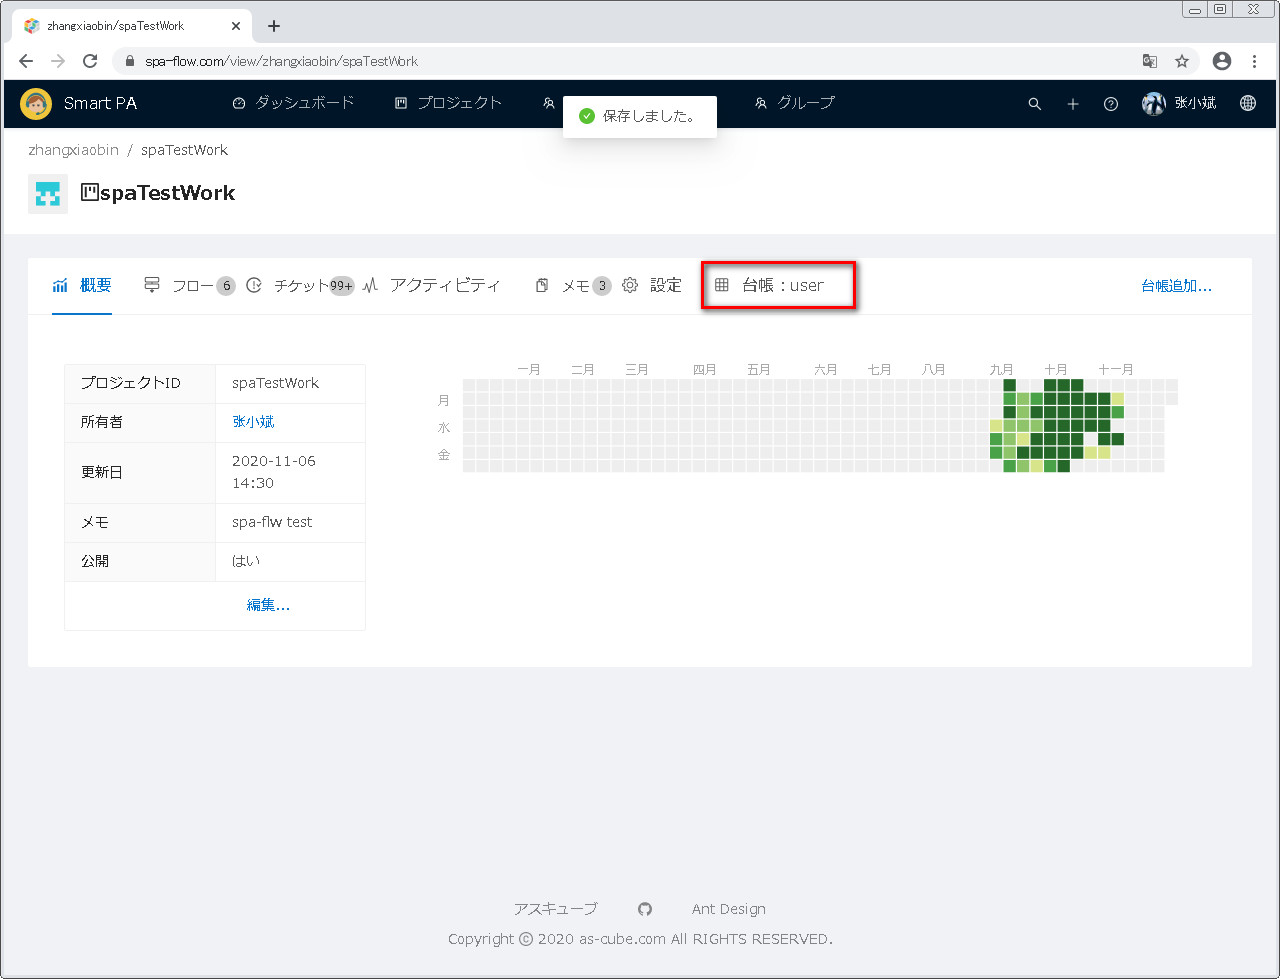 zhangxiaobin/spaTestWork
spa-flow.com/view/zhangxiaobin/spaTestWork
Smart PA ダッシュボード プロジェクト 保存しました。 グループ 张小斌
zhangxiaobin / spaTestWork
spaTestWork
概要 フロー 6 チケット 99+ アクティビティ メモ 3 設定 台帳：user 台帳追加...
一月 二月 三月 四月 五月 六月 七月 八月 九月 十月 十一月
月
水
金
プロジェクトID spaTestWork
所有者 张小斌
更新日 2020-11-06
14:30
メモ spa-flw test
公開 はい
編集...
アスキューブ Ant Design
Copyright © 2020 as-cube.com All RIGHTS RESERVED.